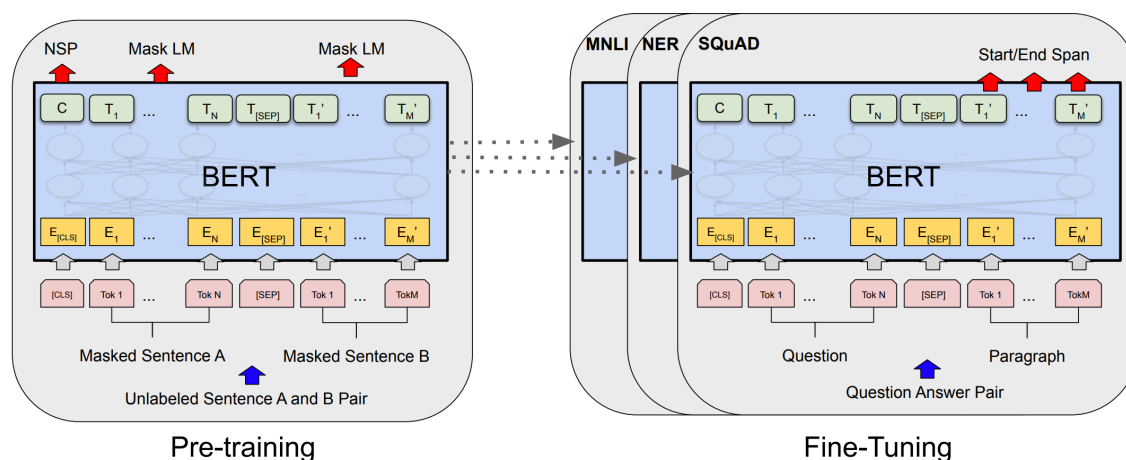 NSP Mask LM Mask LM
C T1 ... TN T[SEP] T1' ... TM'
...
BERT
...
E[CLS] E1 ... EN E[SEP] E1' ... EM'
[CLS] Tok 1 ... Tok N [SEP] Tok 1 ... TokM
Masked Sentence A Masked Sentence B
Unlabeled Sentence A and B Pair
Pre-training
MNLI NER SQuAD
Start/End Span
C T1 ... TN T[SEP] T1' ... TM'
...
BERT
...
E[CLS] E1 ... EN E[SEP] E1' ... EM'
[CLS] Tok 1 ... Tok N [SEP] Tok 1 ... TokM
Question Paragraph
Question Answer Pair
Fine-Tuning